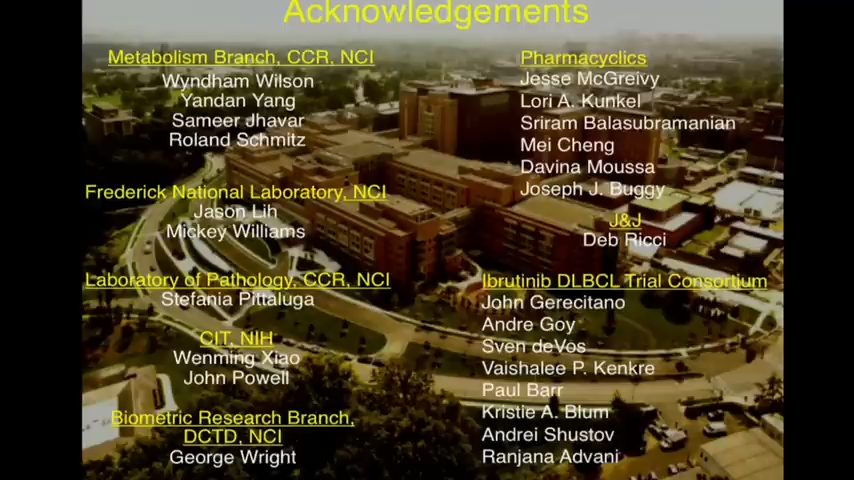 Acknowledgements
Metabolism Branch, CCR, NCI
Wyndham Wilson
Yandan Yang
Sameer Jhavar
Roland Schmitz
Frederick National Laboratory, NCI
Jason Lih
Mickey Williams
Laboratory of Pathology, CCR, NCI
Stefania Pittaluga
CIT, NIH
Wenming Xiao
John Powell
Biometric Research Branch,
DCTD, NCI
George Wright
Pharmacyclics
Jesse McGreivy
Lori A. Kunkel
Sriram Balasubramanian
Mei Cheng
Davina Moussa
Joseph J. Buggy
J&J
Deb Ricci
Ibrutinib DLBCL Trial Consortium
John Gerecitano
Andre Goy
Sven deVos
Vaishalee P. Kenkre
Paul Barr
Kristie A. Blum
Andrei Shustov
Ranjana Advani